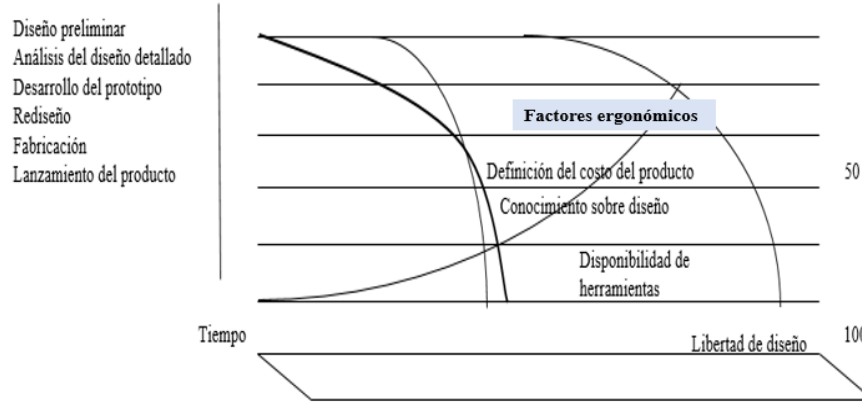 Diseño preliminar
Análisis del diseño detallado
Desarrollo del prototipo
Rediseño
Fabricación
Lanzamiento del producto
Factores ergonómicos
Definición del costo del producto
50
Conocimiento sobre diseño
Disponibilidad de
herramientas
Tiempo
Libertad de diseño
100